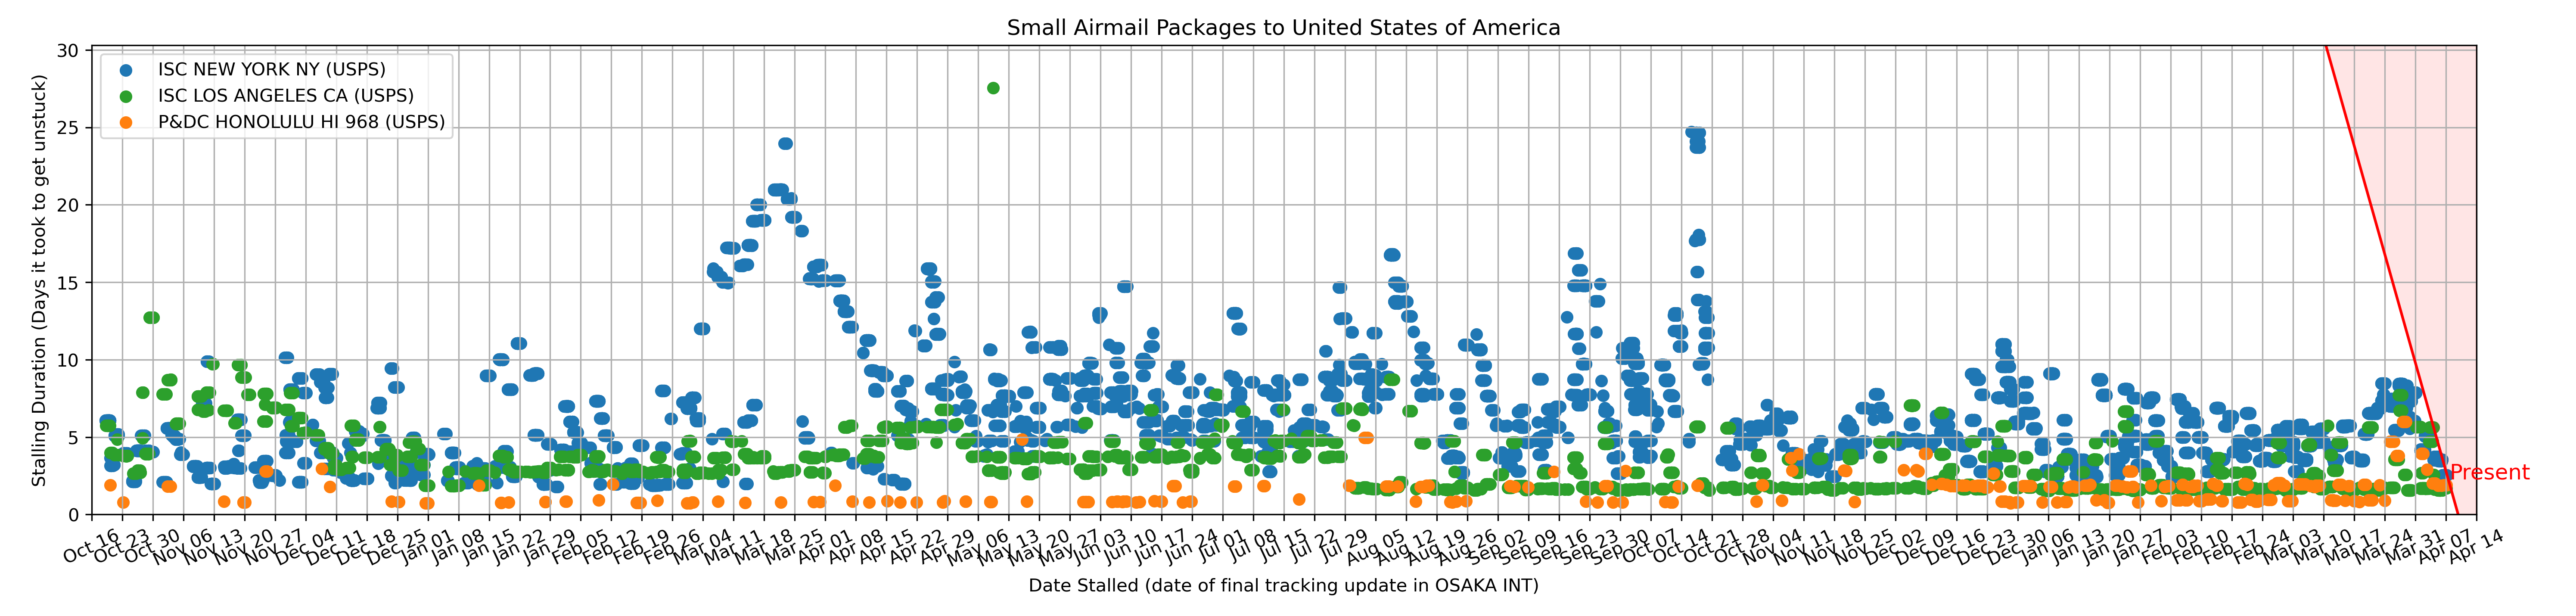 Small Airmail Packages to United States of America
Stalling Duration (Days it took to get unstuck)
30
25
20
15
10
5
0
ISC NEW YORK NY (USPS)
ISC LOS ANGELES CA (USPS)
P&DC HONOLULU HI 968 (USPS)
Present
Oct 16
Oct 23
Oct 30
Nov 06
Nov 13
Nov 20
Nov 27
Dec 04
Dec 11
Dec 18
Dec 25
Jan 01
Jan 08
Jan 15
Jan 22
Jan 29
Feb 05
Feb 12
Feb 19
Feb 26
Mar 04
Mar 11
Mar 18
Mar 25
Apr 01
Apr 08
Apr 15
Apr 22
Apr 29
May 06
May 13
May 20
May 27
Jun 03
Jun 10
Jun 17
Jun 24
Jul 01
Jul 08
Jul 15
Jul 22
Jul 29
Aug 05
Aug 12
Aug 19
Aug 26
Sep 02
Sep 09
Sep 16
Sep 23
Sep 30
Oct 07
Oct 14
Oct 21
Oct 28
Nov 04
Nov 11
Nov 18
Nov 25
Dec 02
Dec 09
Dec 16
Dec 23
Dec 30
Jan 06
Jan 13
Jan 20
Jan 27
Feb 03
Feb 10
Feb 17
Feb 24
Mar 03
Mar 10
Mar 17
Mar 24
Mar 31
Apr 07
Apr 14
Date Stalled (date of final tracking update in OSAKA INT)